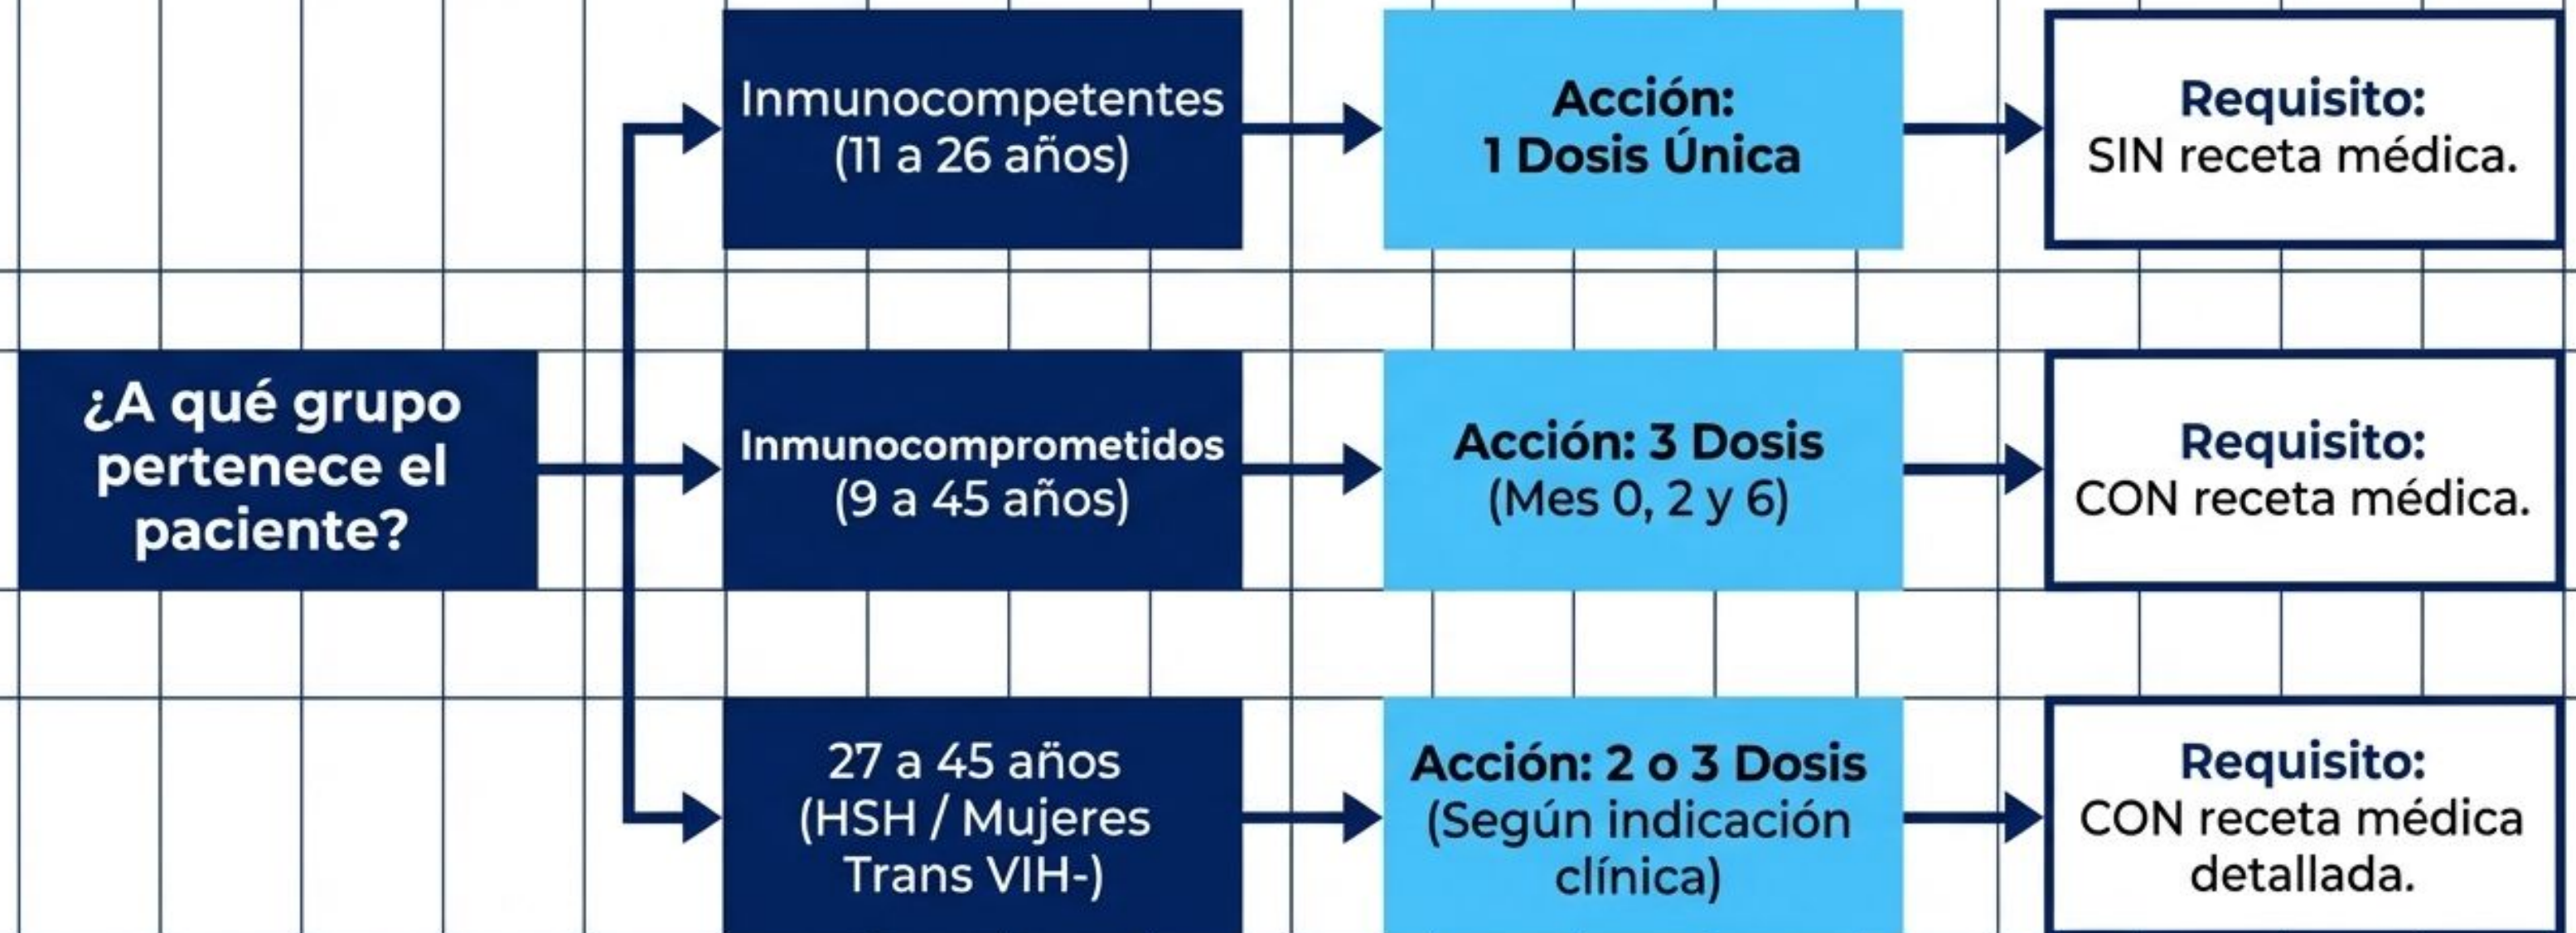 ¿A qué grupo
pertenece el
paciente?
Inmunocompetentes
(11 a 26 años)
Acción:
1 Dosis Única
Requisito:
SIN receta médica.
Inmunocomprometidos
(9 a 45 años)
Acción: 3 Dosis
(Mes 0, 2 y 6)
Requisito:
CON receta médica.
27 a 45 años
(HSH / Mujeres
Trans VIH-)
Acción: 2 o 3 Dosis
(Según indicación
clínica)
Requisito:
CON receta médica
detallada.